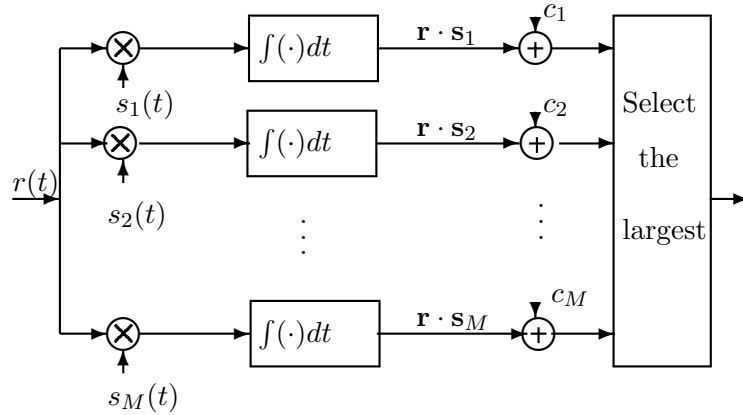 c₁
∫(·)dt
r · s₁
s₁(t)
Select
the
largest
c₂
∫(·)dt
r · s₂
r(t)
s₂(t)
⋮
⋮
c_M
∫(·)dt
r · s_M
s_M(t)